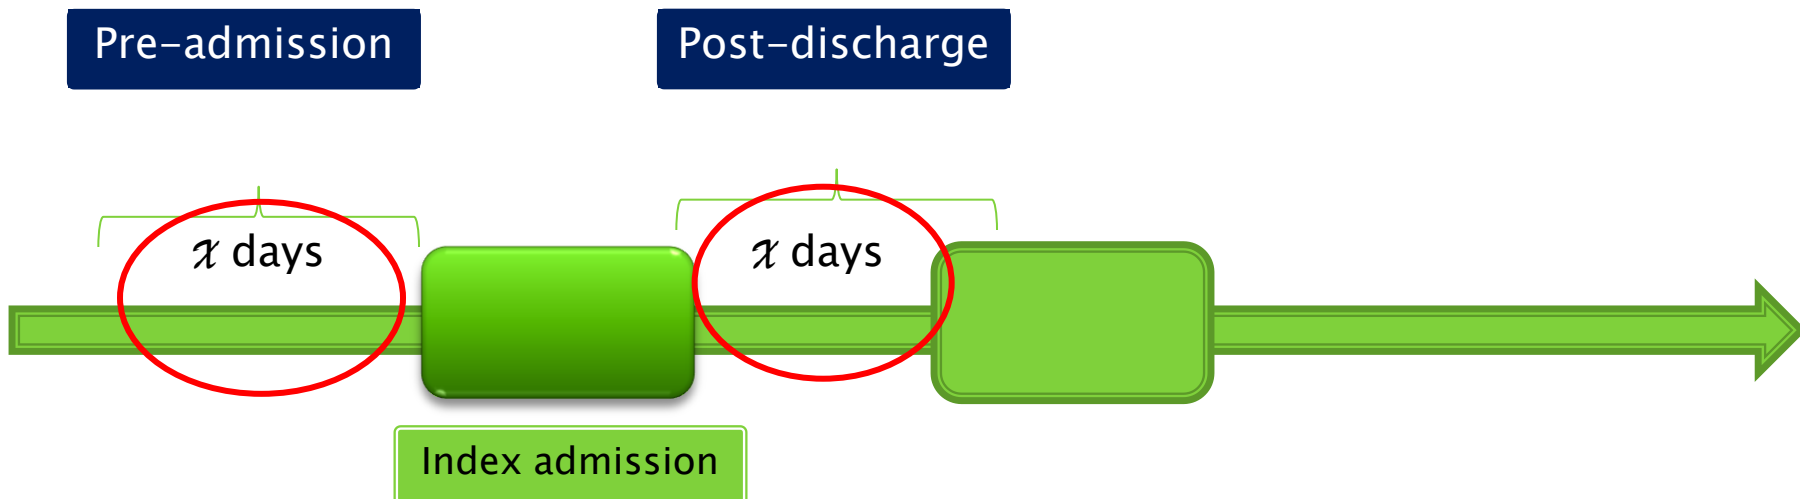 Pre-admission
Post-discharge
𝓍 days
𝓍 days
Index admission